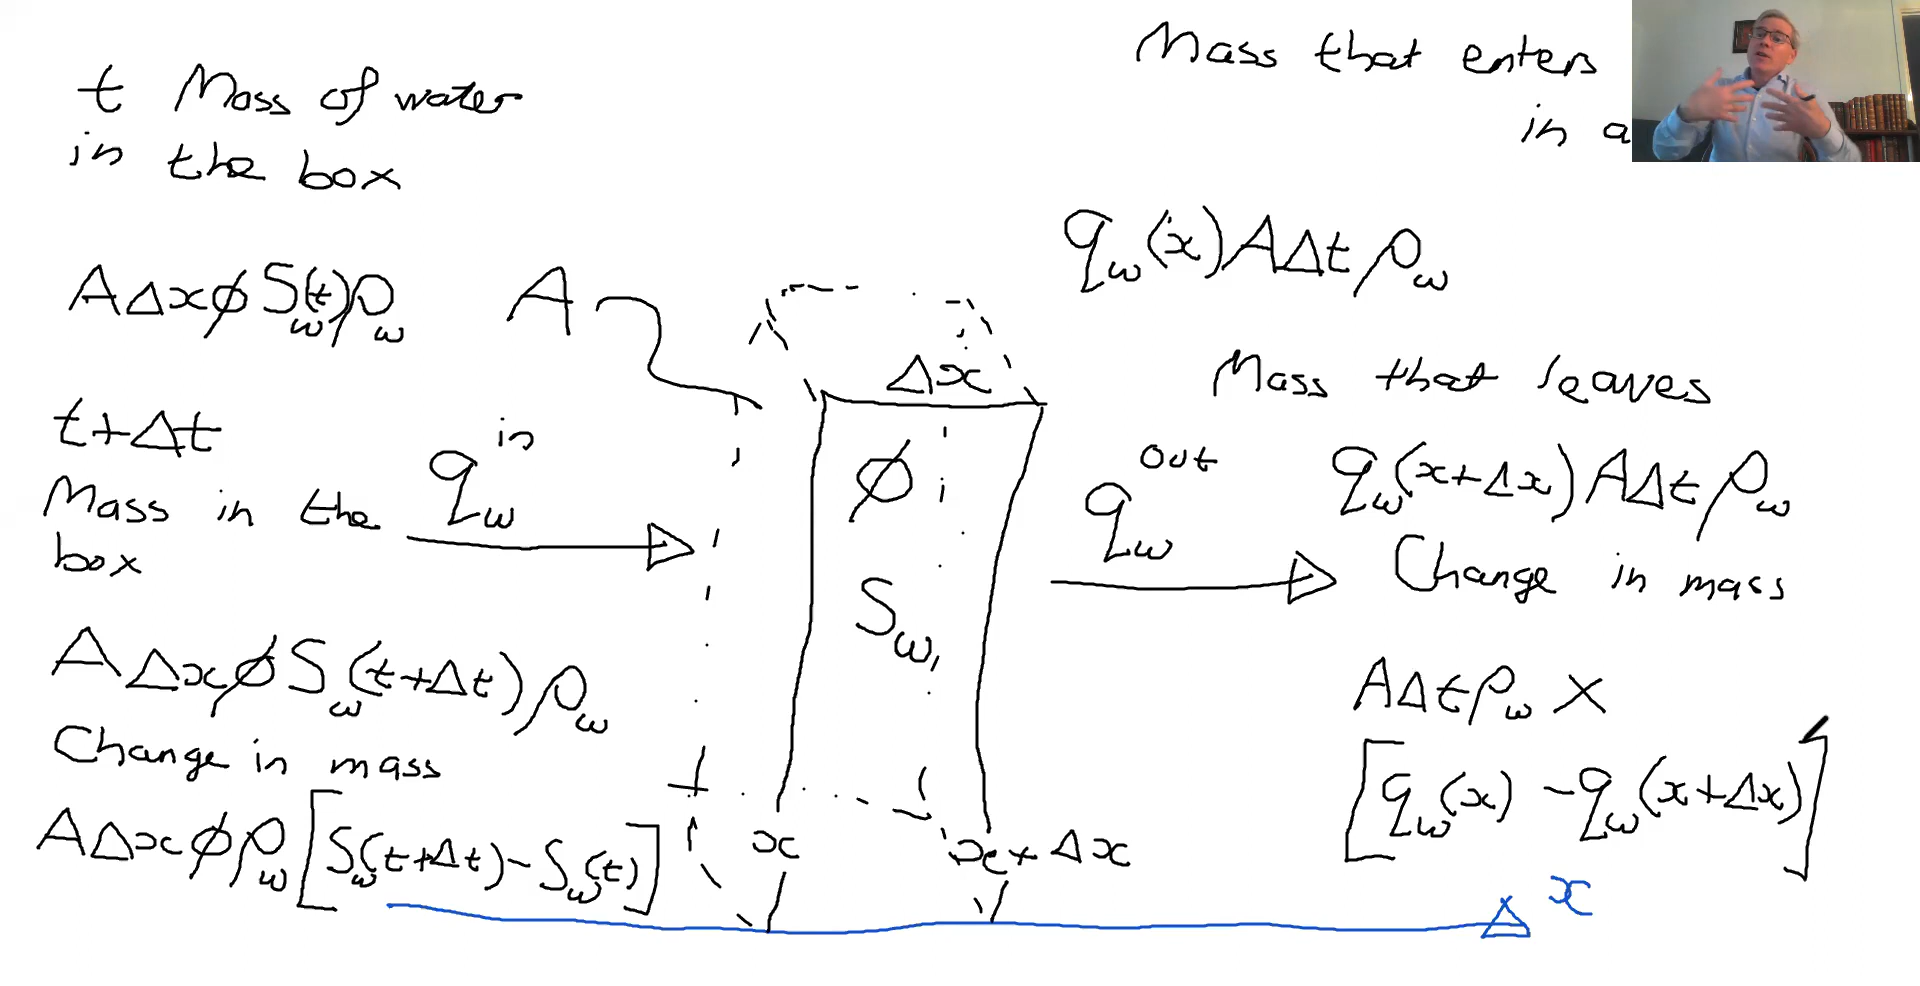 t Mass of water
in the box
AΔxϕS_w(t)ρ_w
t+Δt
Mass in the
box
AΔxϕS_w(t+Δt)ρ_w
Change in mass
AΔxϕρ_w[S_w(t+Δt)-S_w(t)]
A
q_w^in
Δx
ϕ
S_w
x
x+Δx
q_w^out
Mass that enters
in a
q_w(x)AΔtρ_w
Mass that leaves
q_w(x+Δx)AΔtρ_w
Change in mass
AΔtρ_w ×
[q_w(x) - q_w(x+Δx)]
x